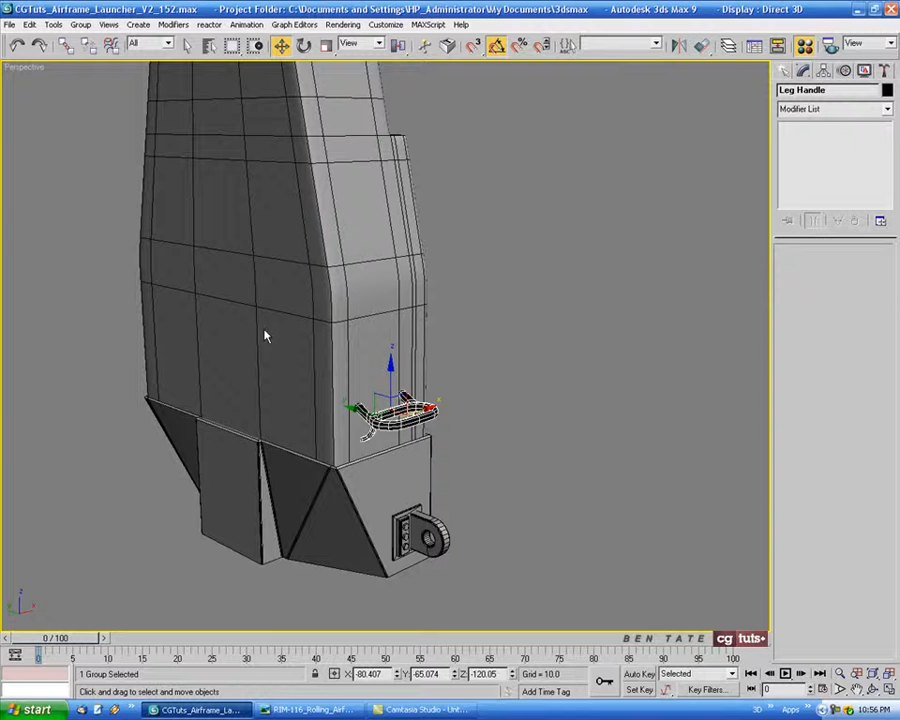 CGTuts_Airframe_Launcher_V2_152.max - Project Folder: C:\Documents and Settings\HP_Administrator\My Documents\3dsmax - Autodesk 3ds Max 9 - Display : Direct 3D
File Edit Tools Group Views Create Modifiers reactor Animation Graph Editors Rendering Customize MAXScript Help
All View View
Perspective
Leg Handle
Modifier List
z
y
x
z
x
BEN TATE cg tuts+
0 / 100
0 5 10 15 20 25 30 35 40 45 50 55 60 65 70 75 80 85 90 95 100
1 Group Selected X: -80.407 Y: -65.074 Z: -120.05 Grid = 10.0 Auto Key Selected
Click and drag to select and move objects Add Time Tag Set Key Key Filters... 0
start CGTuts_Airframe_La... RIM-116_Rolling_Airf... Camtasia Studio - Unt... 3D Apps 10:56 PM